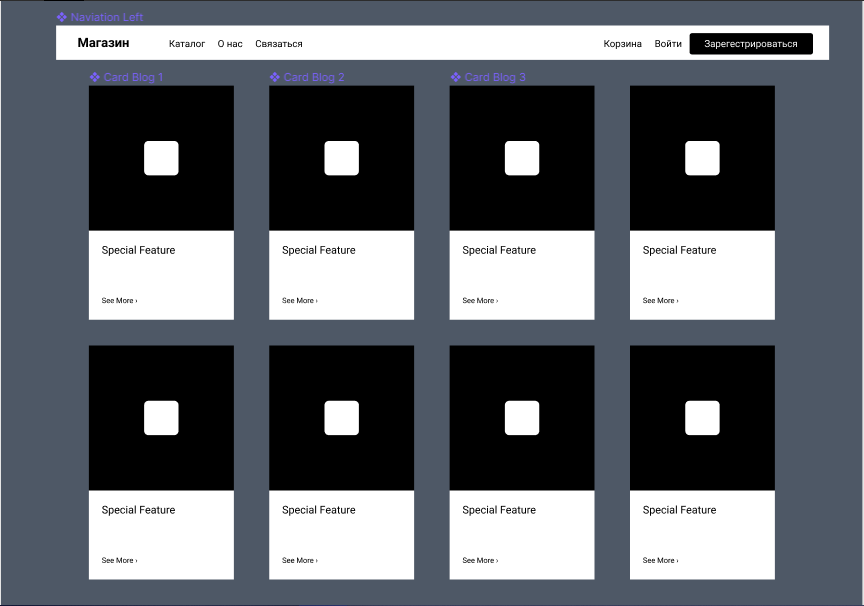 Naviation Left
Магазин Каталог О нас Связаться Корзина Войти Зарегестрироваться
Card Blog 1 Card Blog 2 Card Blog 3
Special Feature Special Feature Special Feature Special Feature
See More › See More › See More › See More ›
Special Feature Special Feature Special Feature Special Feature
See More › See More › See More › See More ›